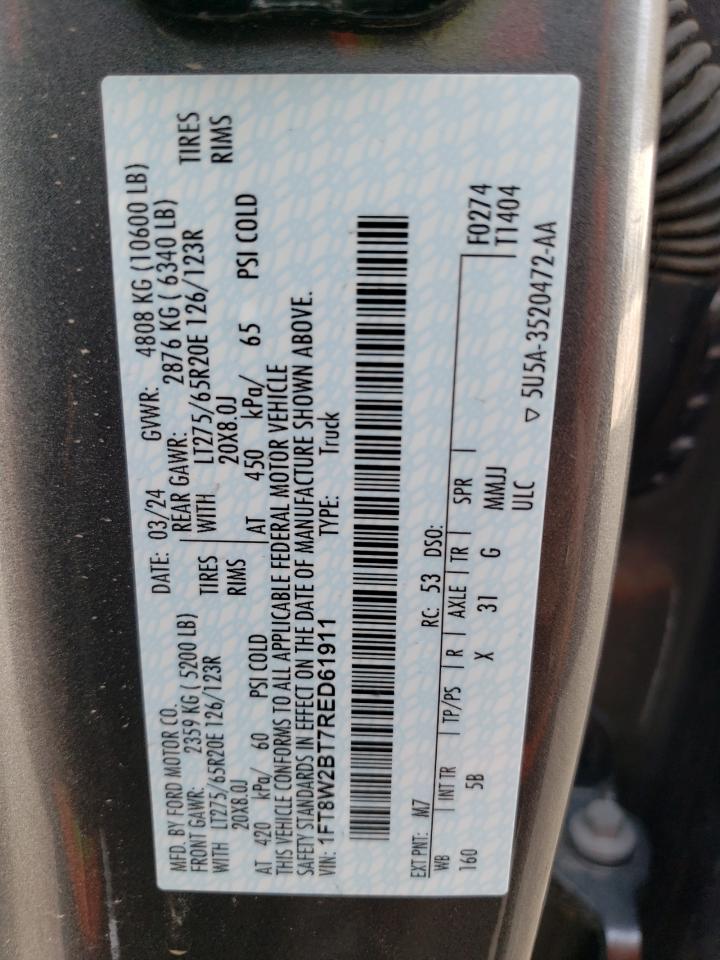 MFD. BY FORD MOTOR CO.
DATE: 03/24 GVWR: 4808 KG (10600 LB)
FRONT GAWR: 2359 KG ( 5200 LB) REAR GAWR: 2876 KG ( 6340 LB)
WITH LT275/65R20E 126/123R TIRES WITH LT275/65R20E 126/123R TIRES
20X8.0J RIMS 20X8.0J RIMS
AT 420 kPa/ 60 PSI COLD AT 450 kPa/ 65 PSI COLD
THIS VEHICLE CONFORMS TO ALL APPLICABLE FEDERAL MOTOR VEHICLE
SAFETY STANDARDS IN EFFECT ON THE DATE OF MANUFACTURE SHOWN ABOVE.
VIN: 1FT8W2BT7RED61911 TYPE: Truck
EXT PNT: M7 RC: 53 DSO: F0274
WB INT TR TP/PS R AXLE TR SPR T1404
160 5B X 31 G MMJJ
ULC
▽ 5U5A-3520472-AA